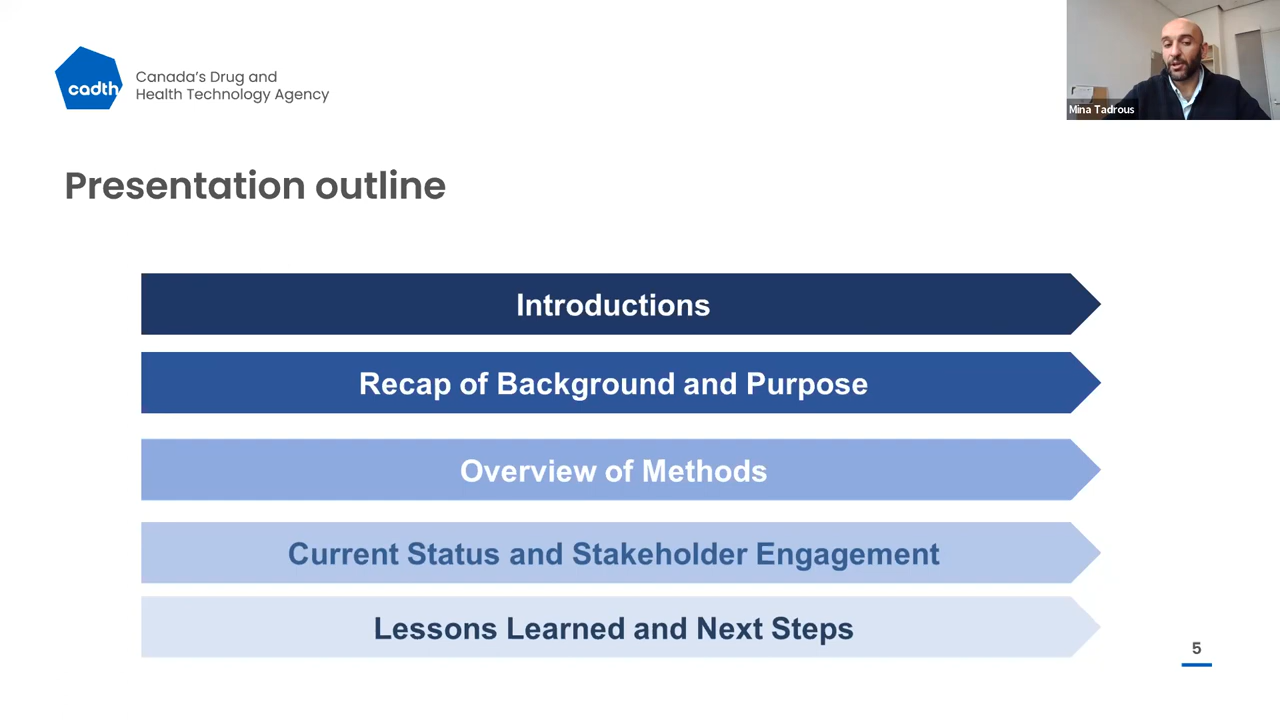 cadth
Canada's Drug and
Health Technology Agency
Mina Tadrous
Presentation outline
Introductions
Recap of Background and Purpose
Overview of Methods
Current Status and Stakeholder Engagement
Lessons Learned and Next Steps
5